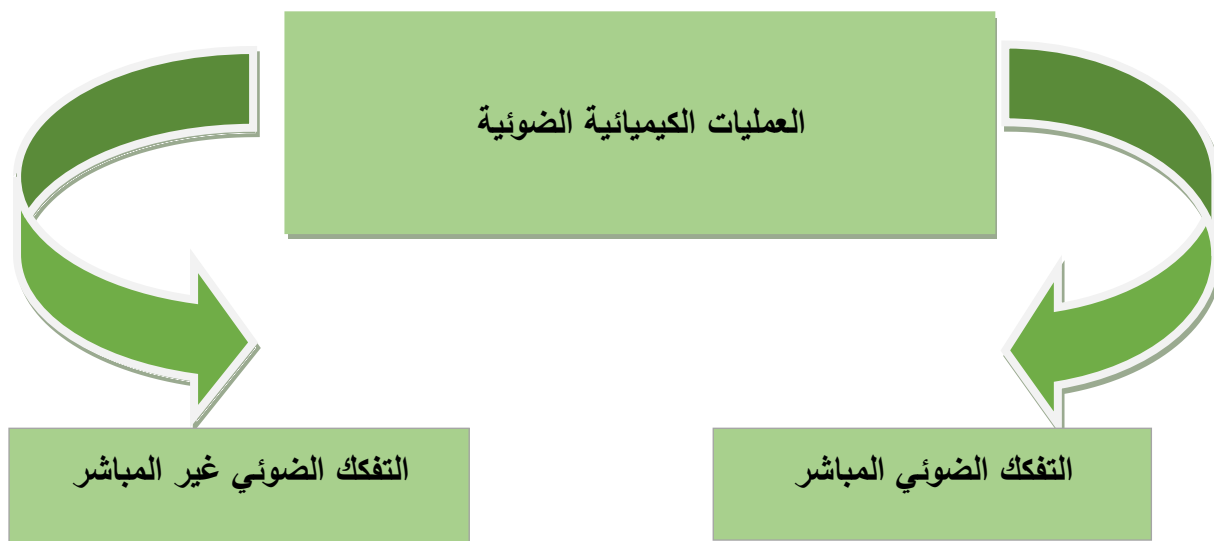 العمليات الكيميائية الضوئية
التفكك الضوئي المباشر
التفكك الضوئي غير المباشر